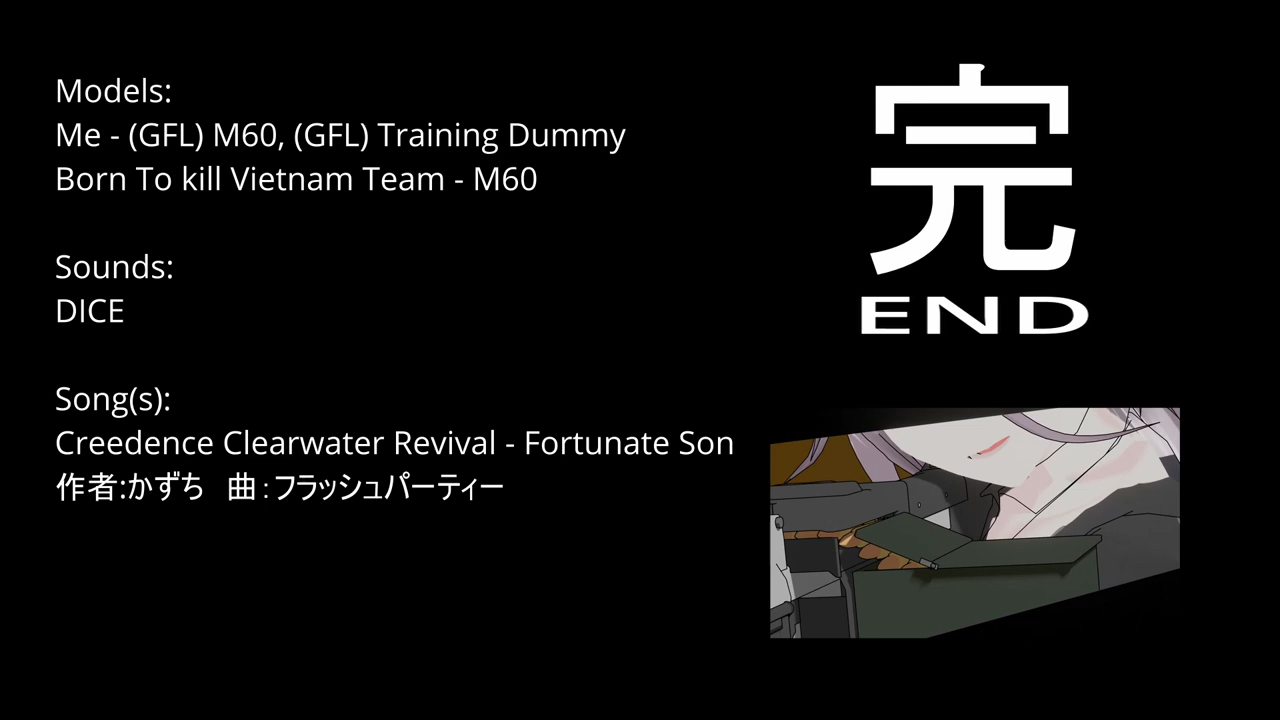 Models:
Me - (GFL) M60, (GFL) Training Dummy
Born To kill Vietnam Team - M60
Sounds:
DICE
Song(s):
Creedence Clearwater Revival - Fortunate Son
作者:かずち 曲:フラッシュパーティー
完
END